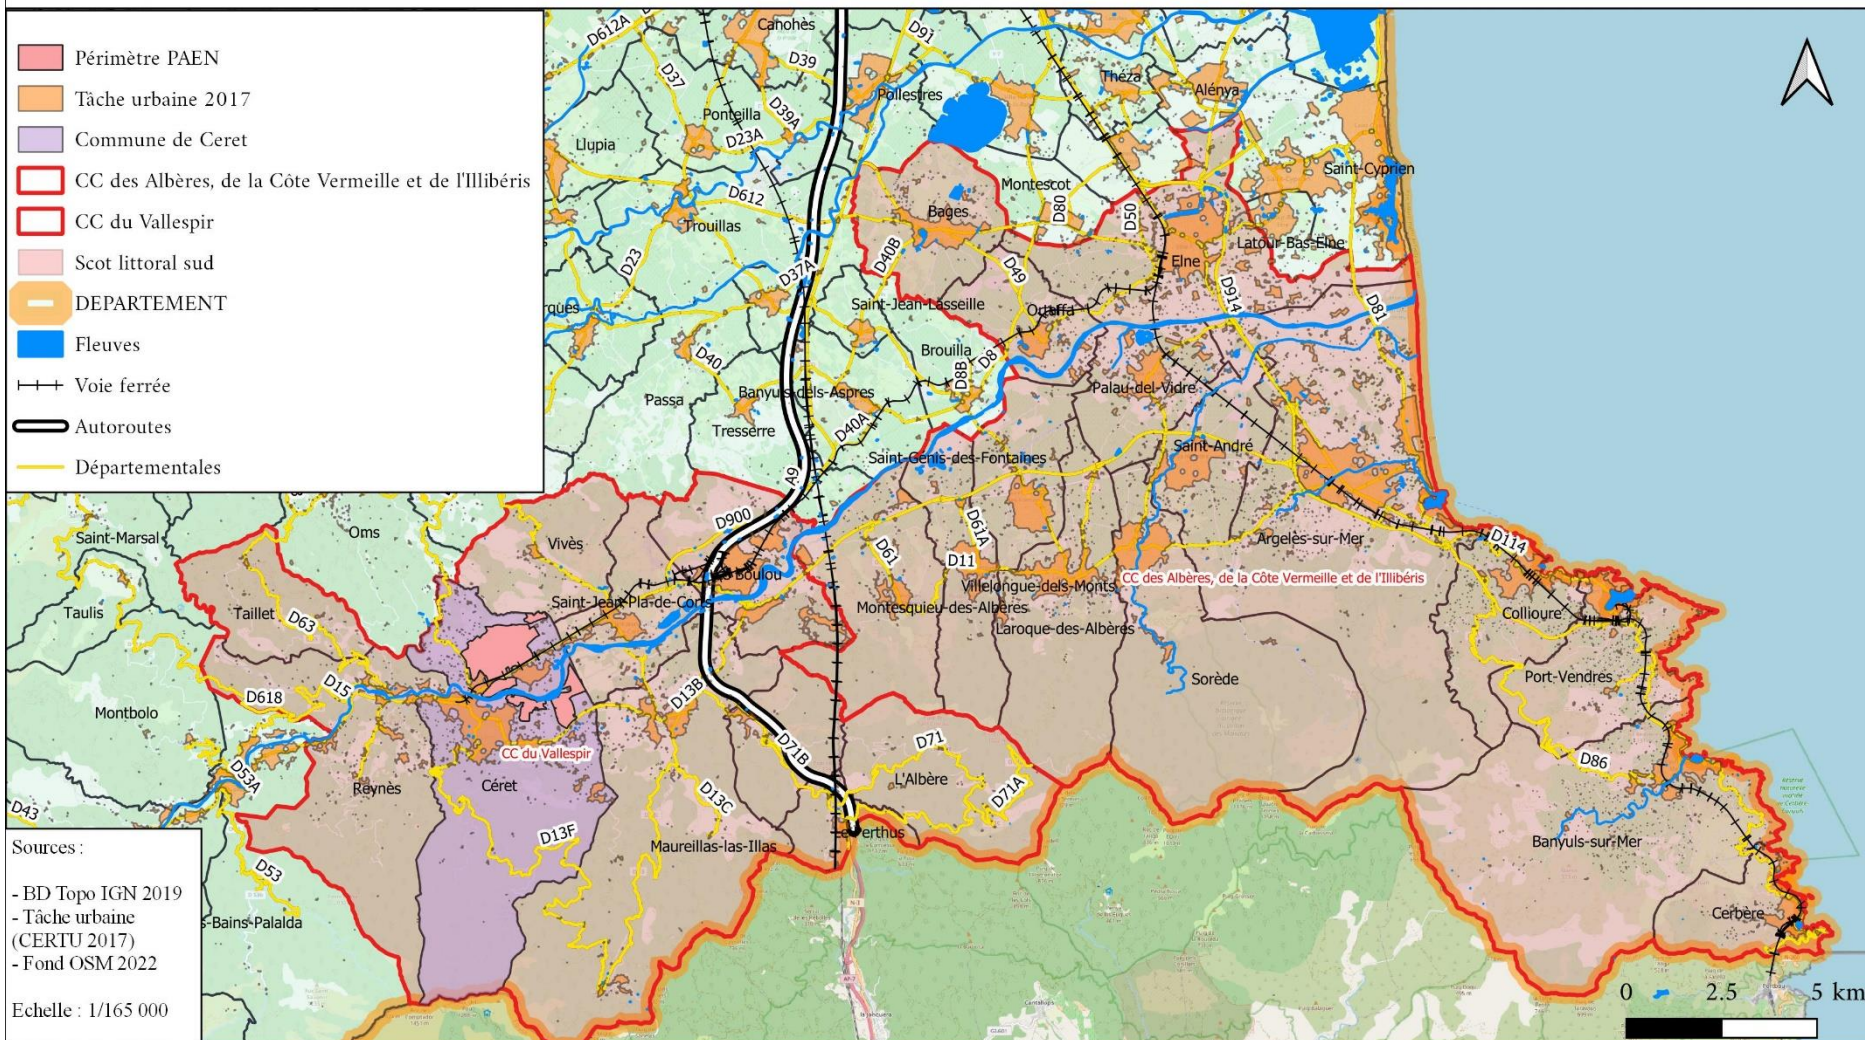 Périmètre PAEN
Tâche urbaine 2017
Commune de Ceret
CC des Albères, de la Côte Vermeille et de l'Illibéris
CC du Vallespir
Scot littoral sud
DEPARTEMENT
Fleuves
Voie ferrée
Autoroutes
Départementales
Canohès
D612A
D91
D39
D37
Théza
Pollestres
Alénya
D39A
Ponteilla
D23A
Llupia
Saint-Cyprien
Montescot
D612
D80
D50
Bages
Trouillas
Latour-Bas-Elne
Elne
D23
D40B
D49
D37A
D914
D81
Saint-Jean-Lasseille
Ortaffa
Brouilla
D8
D40
D8B
Palau-del-Vidre
Banyuls-dels-Aspres
Passa
Tresserre
D40A
Saint-André
Saint-Génis-des-Fontaines
A9
D900
Oms
Saint-Marsal
Vivès
D61A
D61
D11
Argelès-sur-Mer
D114
CC des Albères, de la Côte Vermeille et de l'Illibéris
Villelongue-dels-Monts
Saint-Jean-Pla-de-Corts
Montesquieu-des-Albères
Taulis
Taillet
D63
Collioure
Laroque-des-Albères
Port-Vendres
Sorède
D15
D618
D13B
Montbolo
D71
D71B
CC du Vallespir
D86
D53A
Reynès
Céret
L'Albère
D71A
D13C
D43
Le Perthus
D13F
Maureillas-las-Illas
Banyuls-sur-Mer
D53
s-Bains-Palalda
Cerbère
Sources :
- BD Topo IGN 2019
- Tâche urbaine
(CERTU 2017)
- Fond OSM 2022
Echelle : 1/165 000
0 2.5 5 km